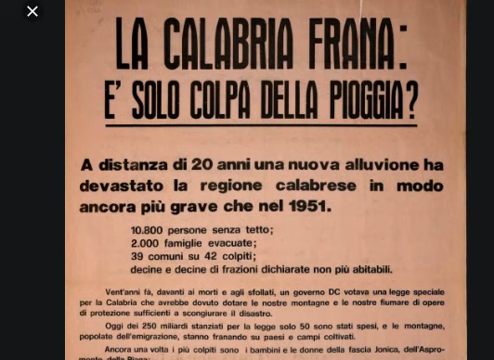 LA CALABRIA FRANA:
E' SOLO COLPA DELLA PIOGGIA?
A distanza di 20 anni una nuova alluvione ha
devastato la regione calabrese in modo
ancora più grave che nel 1951.
10.800 persone senza tetto;
2.000 famiglie evacuate;
39 comuni su 42 colpiti;
decine e decine di frazioni dichiarate non più abitabili.
Vent'anni fà, davanti ai morti e agli sfollati, un governo DC votava una legge speciale
per la Calabria che avrebbe dovuto dotare le nostre montagne e le nostre fiumare di opere
di protezione sufficienti a scongiurare il disastro.
Oggi dei 250 miliardi stanziati per la legge solo 50 sono stati spesi, e le montagne,
popolate dell'emigrazione, stanno franando su paesi e campi coltivati.
Ancora una volta i più colpiti sono i bambini e le donne della fascia Jonica, dell'Aspro-